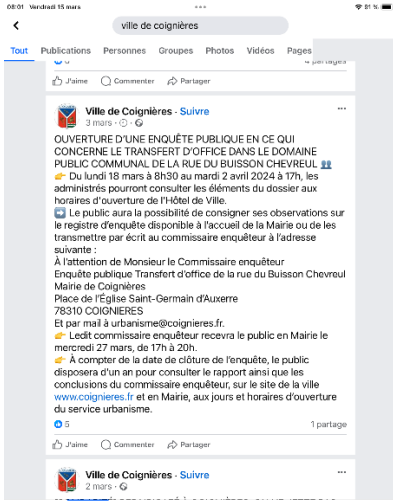 08:01 Vendredi 15 mars
91 %
ville de coignières
Tout Publications Personnes Groupes Photos Vidéos Pages
6 4 partages
J'aime Commenter Partager
Ville de Coignières · Suivre
3 mars ·
OUVERTURE D'UNE ENQUÊTE PUBLIQUE EN CE QUI
CONCERNE LE TRANSFERT D'OFFICE DANS LE DOMAINE
PUBLIC COMMUNAL DE LA RUE DU BUISSON CHEVREUL 👥
👉 Du lundi 18 mars à 8h30 au mardi 2 avril 2024 à 17h, les
administrés pourront consulter les éléments du dossier aux
horaires d'ouverture de l'Hôtel de Ville.
➡️ Le public aura la possibilité de consigner ses observations sur
le registre d'enquête disponible à l'accueil de la Mairie ou de les
transmettre par écrit au commissaire enquêteur à l'adresse
suivante :
À l'attention de Monsieur le Commissaire enquêteur
Enquête publique Transfert d'office de la rue du Buisson Chevreul
Mairie de Coignières
Place de l'Église Saint-Germain d'Auxerre
78310 COIGNIERES
Et par mail à urbanisme@coignieres.fr.
👉 Ledit commissaire enquêteur recevra le public en Mairie le
mercredi 27 mars, de 17h à 20h.
👉 À compter de la date de clôture de l'enquête, le public
disposera d'un an pour consulter le rapport ainsi que les
conclusions du commissaire enquêteur, sur le site de la ville
www.coignieres.fr et en Mairie, aux jours et horaires d'ouverture
du service urbanisme.
5 1 partage
J'aime Commenter Partager
Ville de Coignières · Suivre
2 mars ·